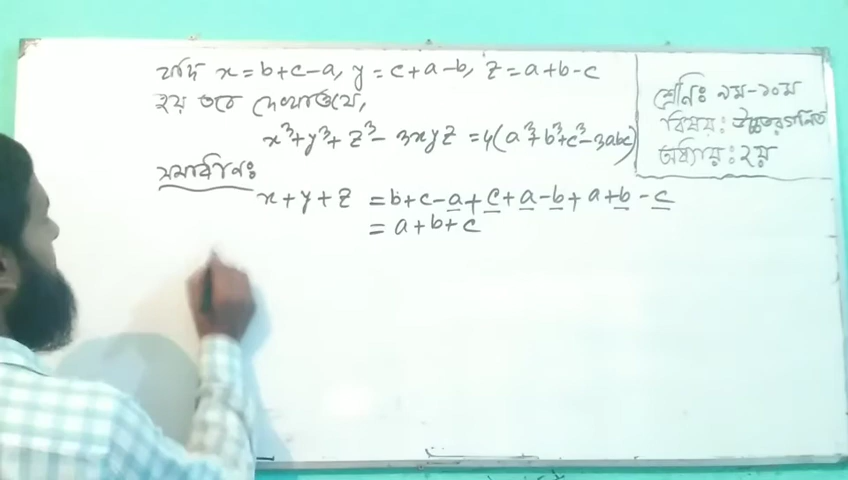 যদি x = b+c-a, y = c+a-b, z = a+b-c
হয় তবে দেখাও যে,
x³+y³+z³-3xyz = 4(a³+b³+c³-3abc)
সমাধান:
x+y+z = b+c-a+c+a-b+a+b-c
= a+b+c
শ্রেণি: ৯ম-১০ম
বিষয়: উচ্চতর গনিত
অধ্যায়: ২য়